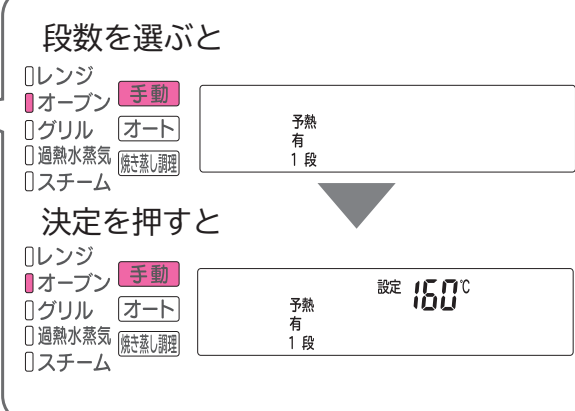 段数を選ぶと
レンジ
オーブン 手動
グリル オート
過熱水蒸気 焼き蒸し調理
スチーム
予熱
有
1 段
決定を押すと
レンジ
オーブン 手動
グリル オート
過熱水蒸気 焼き蒸し調理
スチーム
設定 160℃
予熱
有
1 段